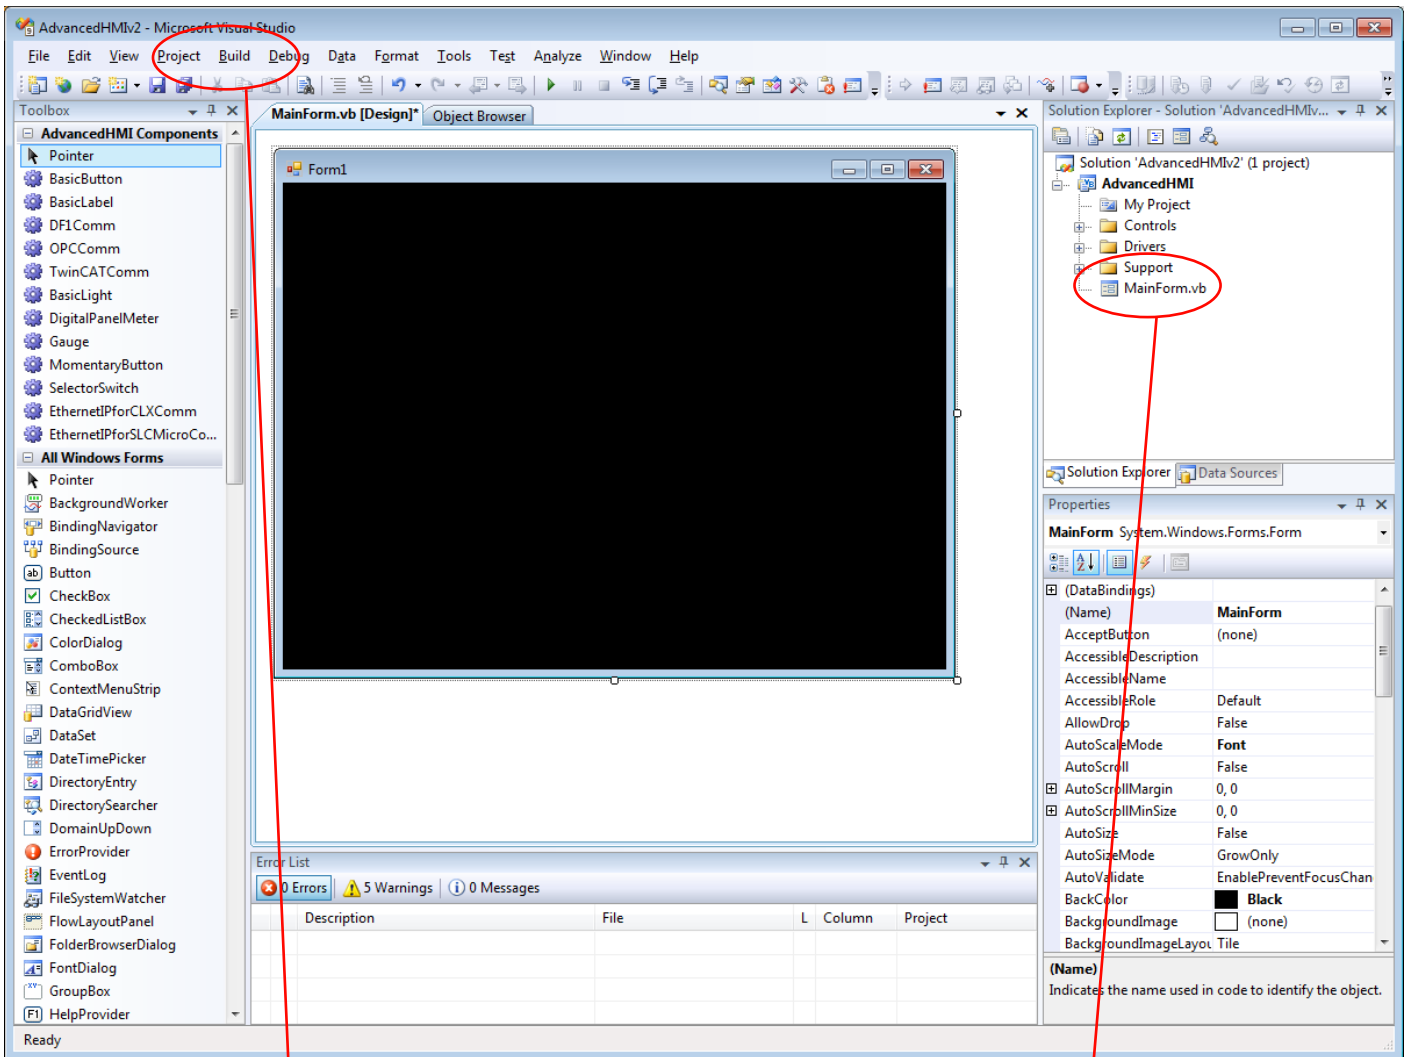 AdvancedHMIv2 - Microsoft Visual Studio
File Edit View Project Build Debug Data Format Tools Test Analyze Window Help
Toolbox
AdvancedHMI Components
Pointer
BasicButton
BasicLabel
DF1Comm
OPCComm
TwinCATComm
BasicLight
DigitalPanelMeter
Gauge
MomentaryButton
SelectorSwitch
EthernetIPforCLXComm
EthernetIPforSLCMicroCo...
All Windows Forms
Pointer
BackgroundWorker
BindingNavigator
BindingSource
Button
CheckBox
CheckedListBox
ColorDialog
ComboBox
ContextMenuStrip
DataGridView
DataSet
DateTimePicker
DirectoryEntry
DirectorySearcher
DomainUpDown
ErrorProvider
EventLog
FileSystemWatcher
FlowLayoutPanel
FolderBrowserDialog
FontDialog
GroupBox
HelpProvider
MainForm.vb [Design]* Object Browser
Form1
Error List
0 Errors 5 Warnings 0 Messages
Description File L Column Project
Solution Explorer - Solution 'AdvancedHMIv...
Solution 'AdvancedHMIv2' (1 project)
AdvancedHMI
My Project
Controls
Drivers
Support
MainForm.vb
Solution Explorer Data Sources
Properties
MainForm System.Windows.Forms.Form
(DataBindings)
(Name) MainForm
AcceptButton (none)
AccessibleDescription
AccessibleName
AccessibleRole Default
AllowDrop False
AutoScaleMode Font
AutoScroll False
AutoScrollMargin 0, 0
AutoScrollMinSize 0, 0
AutoSize False
AutoSizeMode GrowOnly
AutoValidate EnablePreventFocusChan
BackColor Black
BackgroundImage (none)
BackgroundImageLayou Tile
(Name)
Indicates the name used in code to identify the object.
Ready